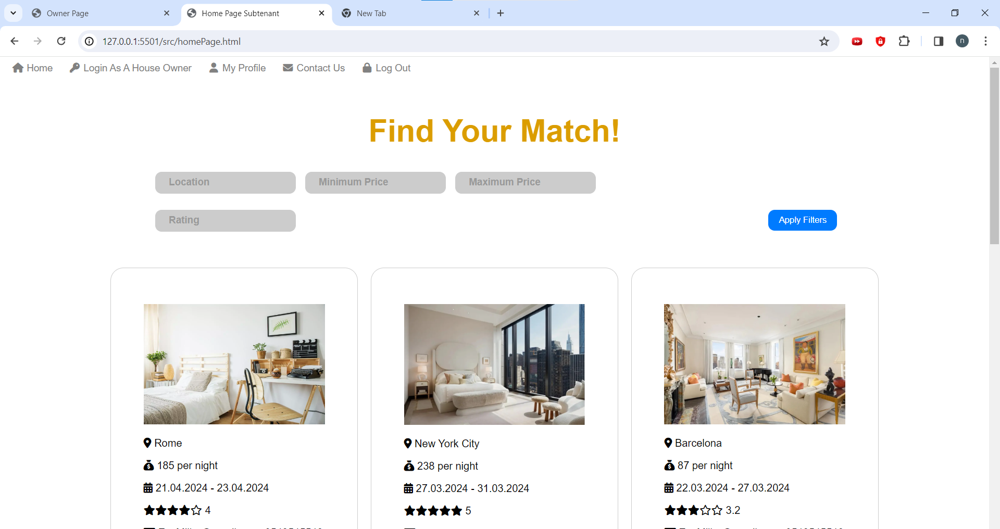 Owner Page
Home Page Subtenant
New Tab
127.0.0.1:5501/src/homePage.html
n
Home Login As A House Owner My Profile Contact Us Log Out
Find Your Match!
Location Minimum Price Maximum Price
Rating Apply Filters
Rome
185 per night
21.04.2024 - 23.04.2024
4
New York City
238 per night
27.03.2024 - 31.03.2024
5
Barcelona
87 per night
22.03.2024 - 27.03.2024
3.2